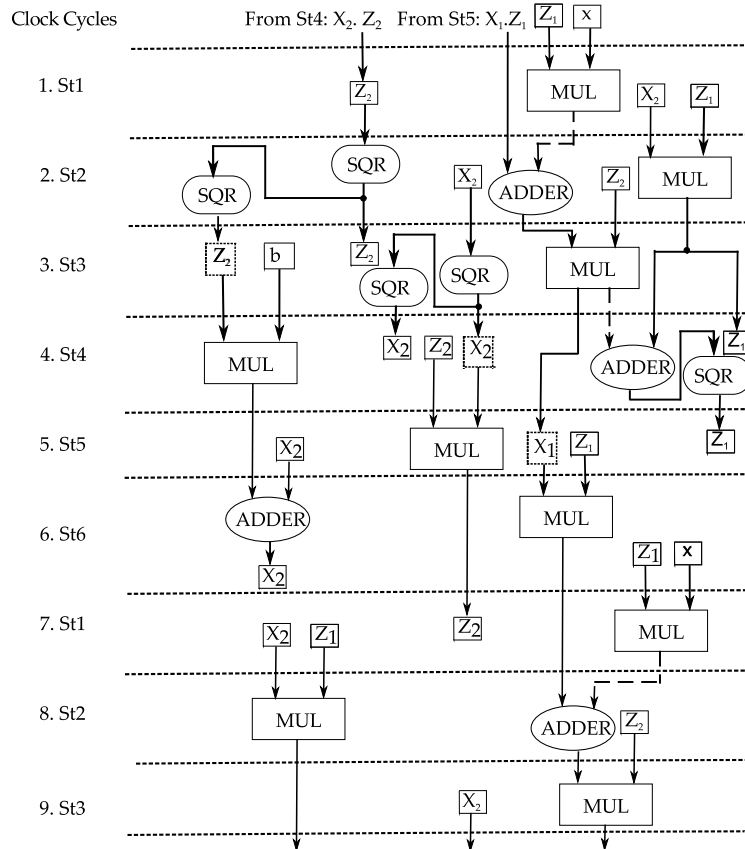 Clock Cycles
From St4: X₂. Z₂
From St5: X₁.Z₁
Z₁
x
1. St1
Z₂
MUL
X₂
Z₁
2. St2
SQR
SQR
X₂
ADDER
Z₂
MUL
3. St3
Z₂
b
Z₂
SQR
SQR
MUL
4. St4
MUL
X₂
Z₂
X₂
ADDER
Z₁
SQR
5. St5
X₂
MUL
X₁
Z₁
Z₁
6. St6
ADDER
X₂
MUL
Z₁
x
7. St1
X₂
Z₁
Z₂
MUL
8. St2
MUL
ADDER
Z₂
9. St3
X₂
MUL